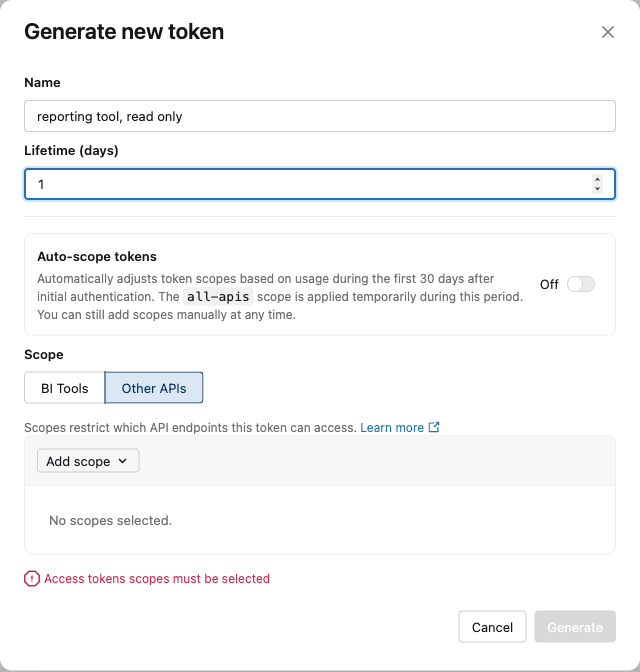 Generate new token
Name
reporting tool, read only
Lifetime (days)
1
Auto-scope tokens
Automatically adjusts token scopes based on usage during the first 30 days after
initial authentication. The all-apis scope is applied temporarily during this period.
You can still add scopes manually at any time.
Off
Scope
BI Tools
Other APIs
Scopes restrict which API endpoints this token can access. Learn more
Add scope
No scopes selected.
Access tokens scopes must be selected
Cancel
Generate